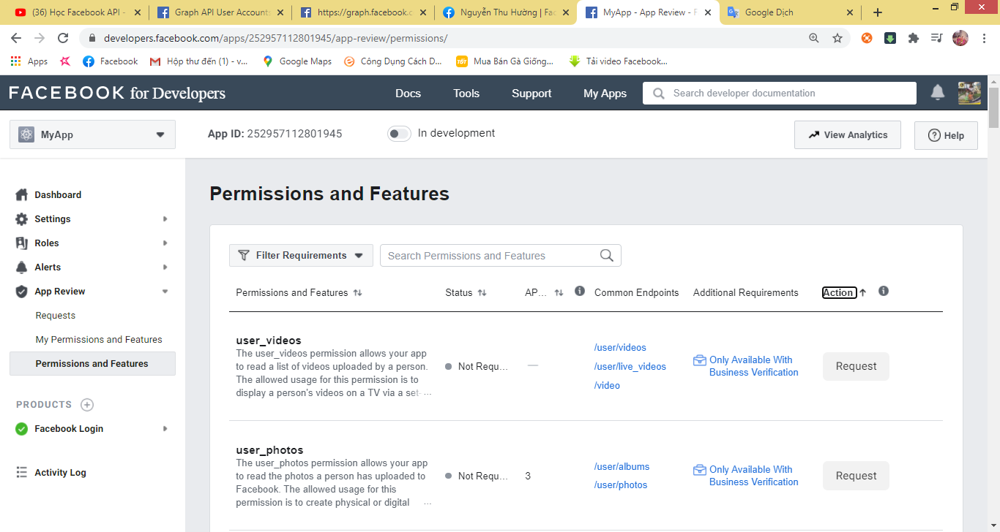 (36) Học Facebook API -
Graph API User Accounts
https://graph.facebook.c
Nguyễn Thu Hường | Fac
MyApp - App Review - F
Google Dịch
developers.facebook.com/apps/252957112801945/app-review/permissions/
Apps
Facebook
Hộp thư đến (1) - v...
Google Maps
Công Dụng Cách D...
TỐT
Mua Bán Gà Giống...
Tải video Facebook...
FACEBOOK for Developers
Docs
Tools
Support
My Apps
Search developer documentation
MyApp
App ID: 252957112801945
In development
View Analytics
Help
Dashboard
Settings
Roles
Alerts
App Review
Requests
My Permissions and Features
Permissions and Features
PRODUCTS
Facebook Login
Activity Log
Permissions and Features
Filter Requirements
Search Permissions and Features
Permissions and Features
Status
AP...
Common Endpoints
Additional Requirements
Action
user_videos
The user_videos permission allows your app
to read a list of videos uploaded by a person.
The allowed usage for this permission is to
display a person's videos on a TV via a set- ...
Not Requ...
—
/user/videos
/user/live_videos
/video
Only Available With
Business Verification
Request
user_photos
The user_photos permission allows your app
to read the photos a person has uploaded to
Facebook. The allowed usage for this
permission is to create physical or digital ...
Not Requ...
3
/user/albums
/user/photos
Only Available With
Business Verification
Request